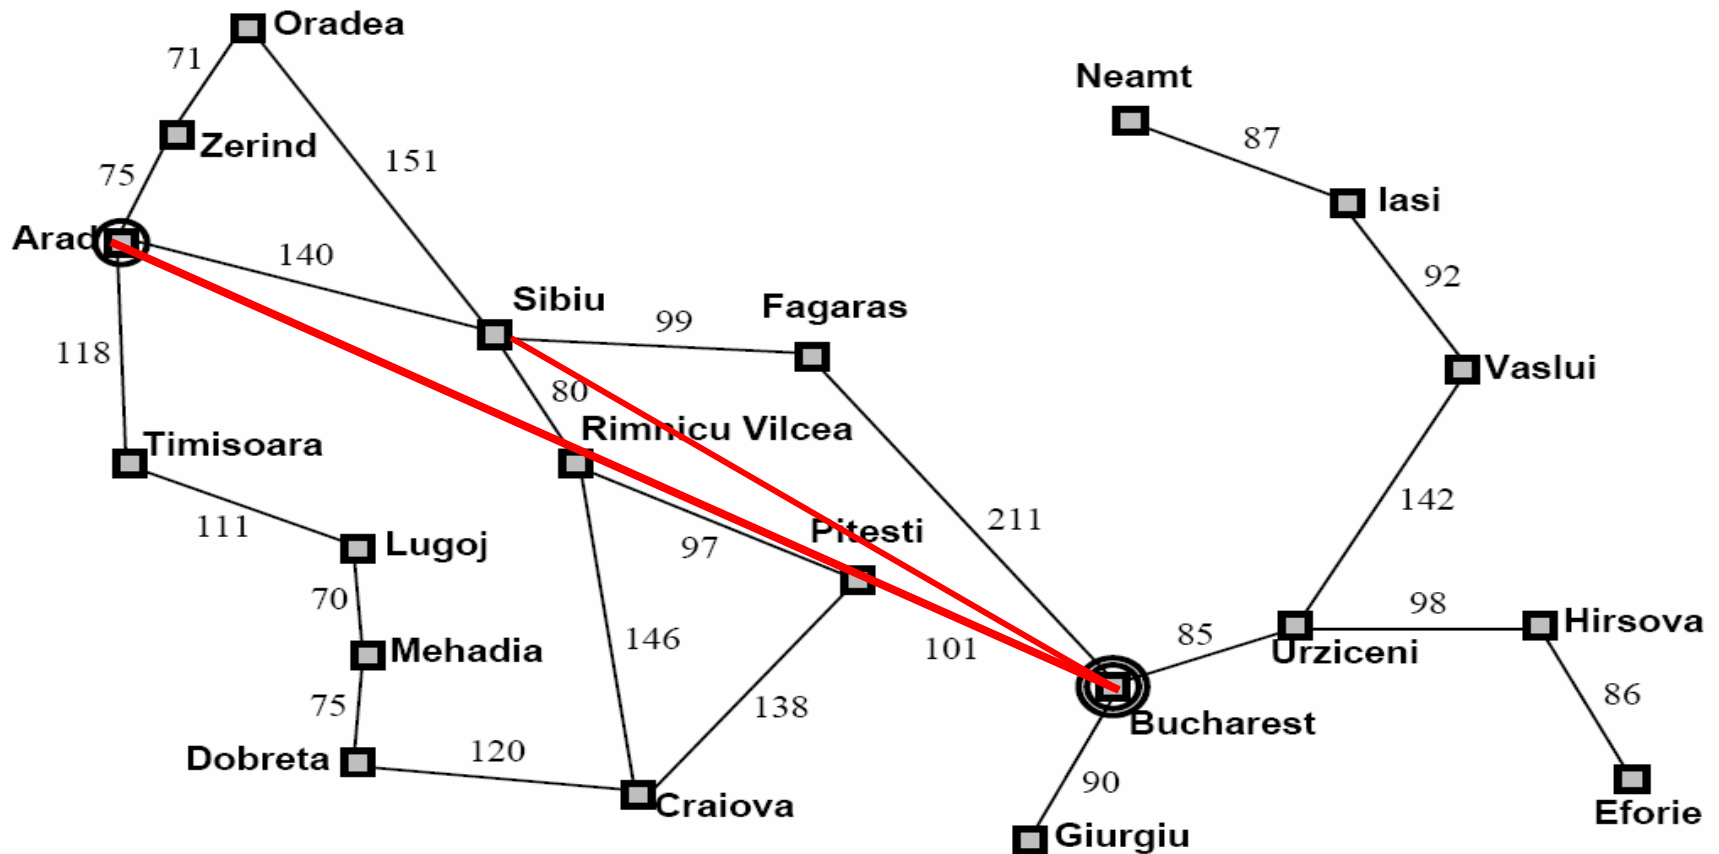 Oradea
71
Neamt
87
Zerind
151
75
Iasi
Arad
140
92
Sibiu
Fagaras
99
118
Vaslui
80
Rimnicu Vilcea
Timisoara
142
211
111
Pitesti
Lugoj
97
70
98
Hirsova
85
146
101
Urziceni
Mehadia
86
75
138
Bucharest
Dobreta
120
90
Craiova
Eforie
Giurgiu